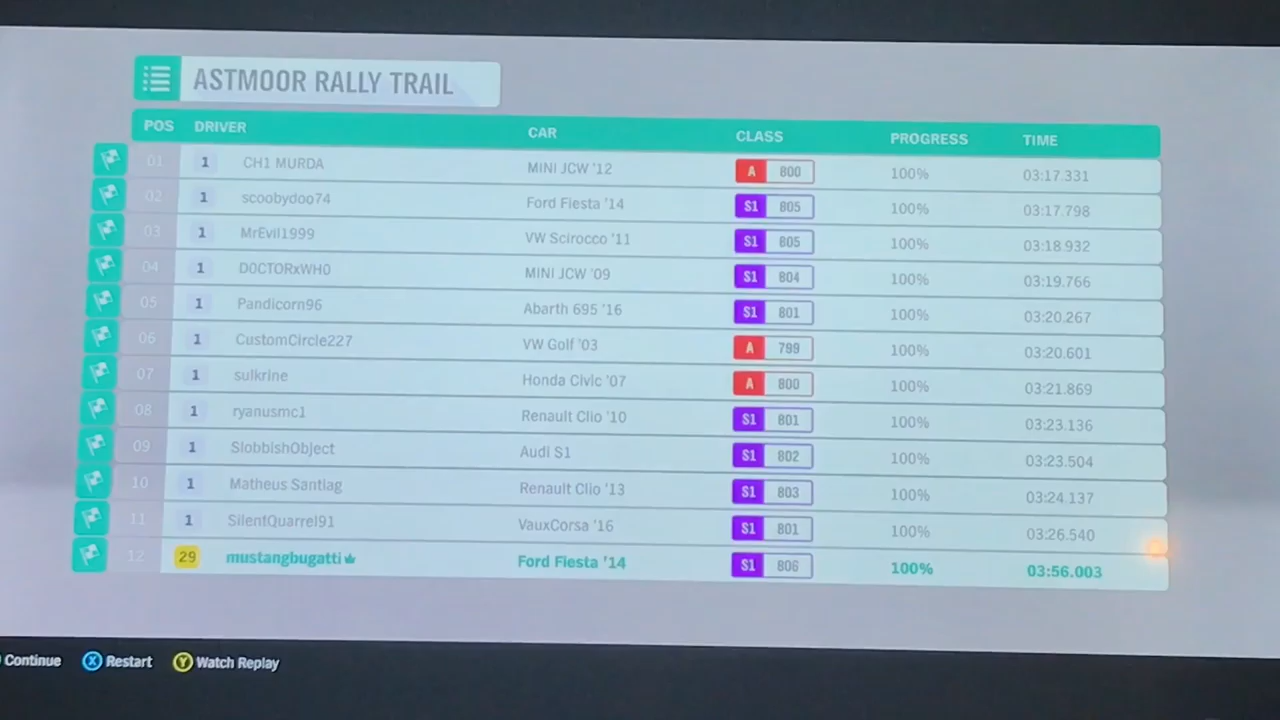 ASTMOOR RALLY TRAIL
POS DRIVER CAR CLASS PROGRESS TIME
01 1 CH1 MURDA MINI JCW '12 A 800 100% 03:17.331
02 1 scoobydoo74 Ford Fiesta '14 S1 805 100% 03:17.798
03 1 MrEvil1999 VW Scirocco '11 S1 805 100% 03:18.932
04 1 D0CTORxWH0 MINI JCW '09 S1 804 100% 03:19.766
05 1 Pandicorn96 Abarth 695 '16 S1 801 100% 03:20.267
06 1 CustomCircle227 VW Golf '03 A 799 100% 03:20.601
07 1 sulkrine Honda Civic '07 A 800 100% 03:21.869
08 1 ryanusmc1 Renault Clio '10 S1 801 100% 03:23.136
09 1 SlobbishObject Audi S1 S1 802 100% 03:23.504
10 1 Matheus Santiag Renault Clio '13 S1 803 100% 03:24.137
11 1 SilentQuarrel91 VauxCorsa '16 S1 801 100% 03:26.540
12 29 mustangbugatti Ford Fiesta '14 S1 806 100% 03:56.003
Continue X Restart Y Watch Replay